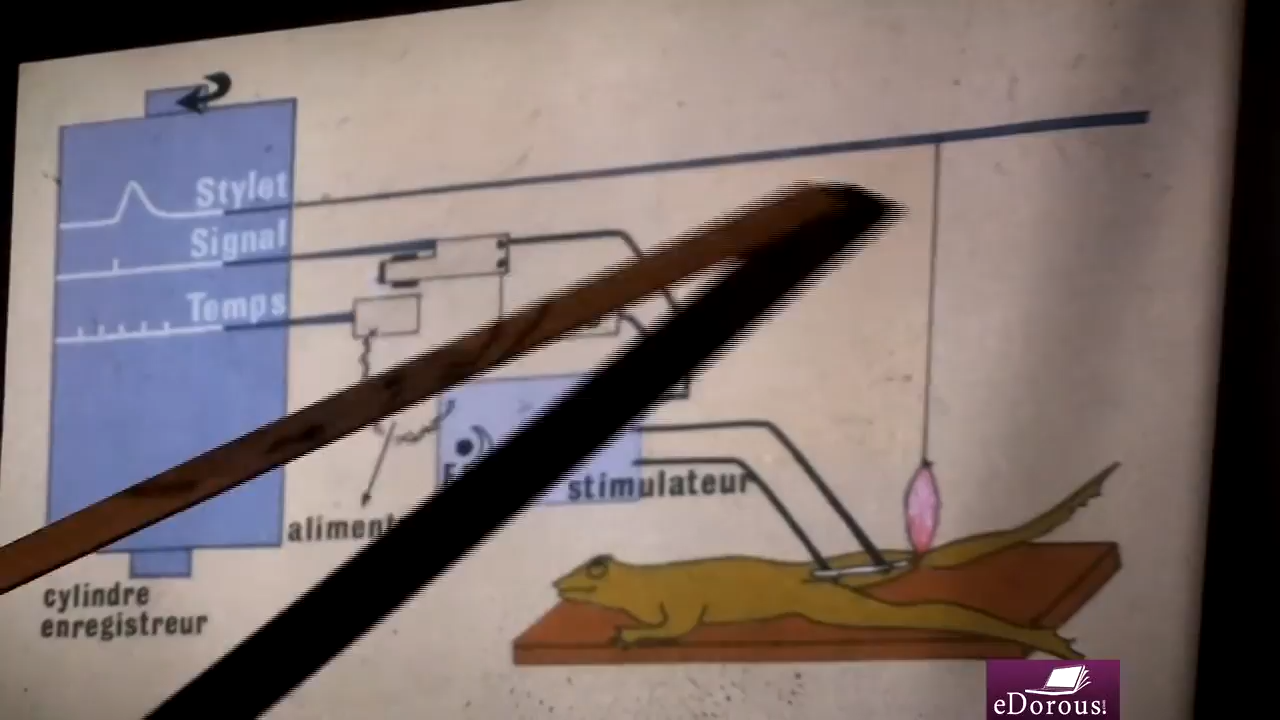 Stylet
Signal
Temps
stimulateur
cylindre
enregistreur
eDorous!